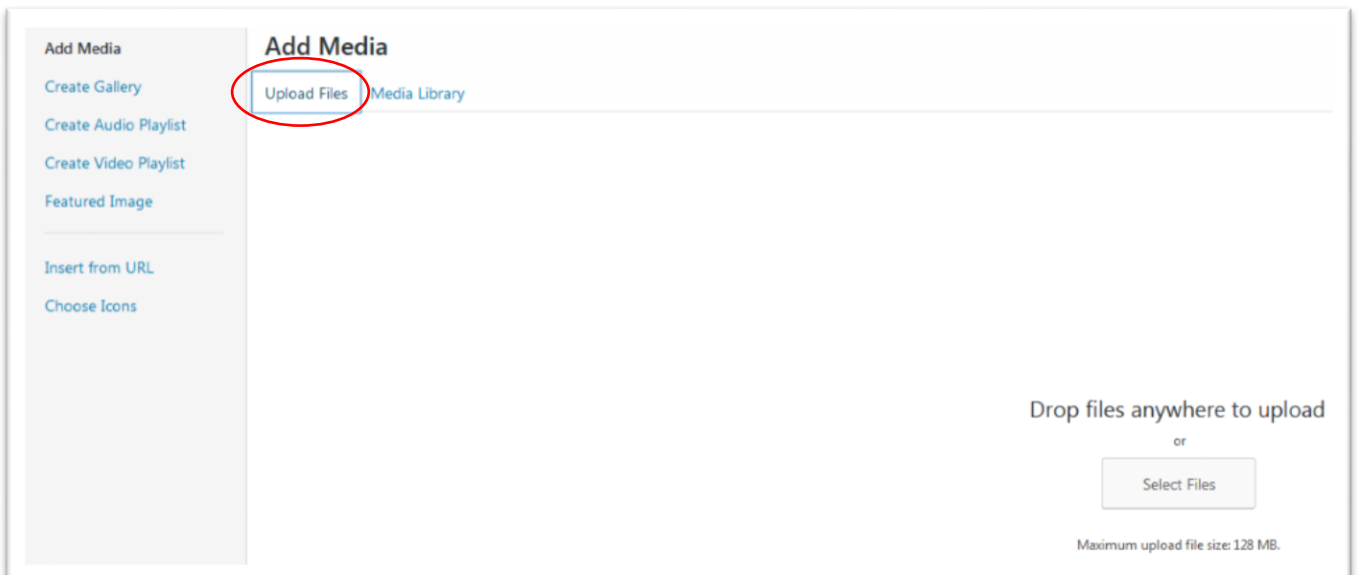 Add Media
Create Gallery
Create Audio Playlist
Create Video Playlist
Featured Image
Insert from URL
Choose Icons
Add Media
Upload Files
Media Library
Drop files anywhere to upload
or
Select Files
Maximum upload file size: 128 MB.